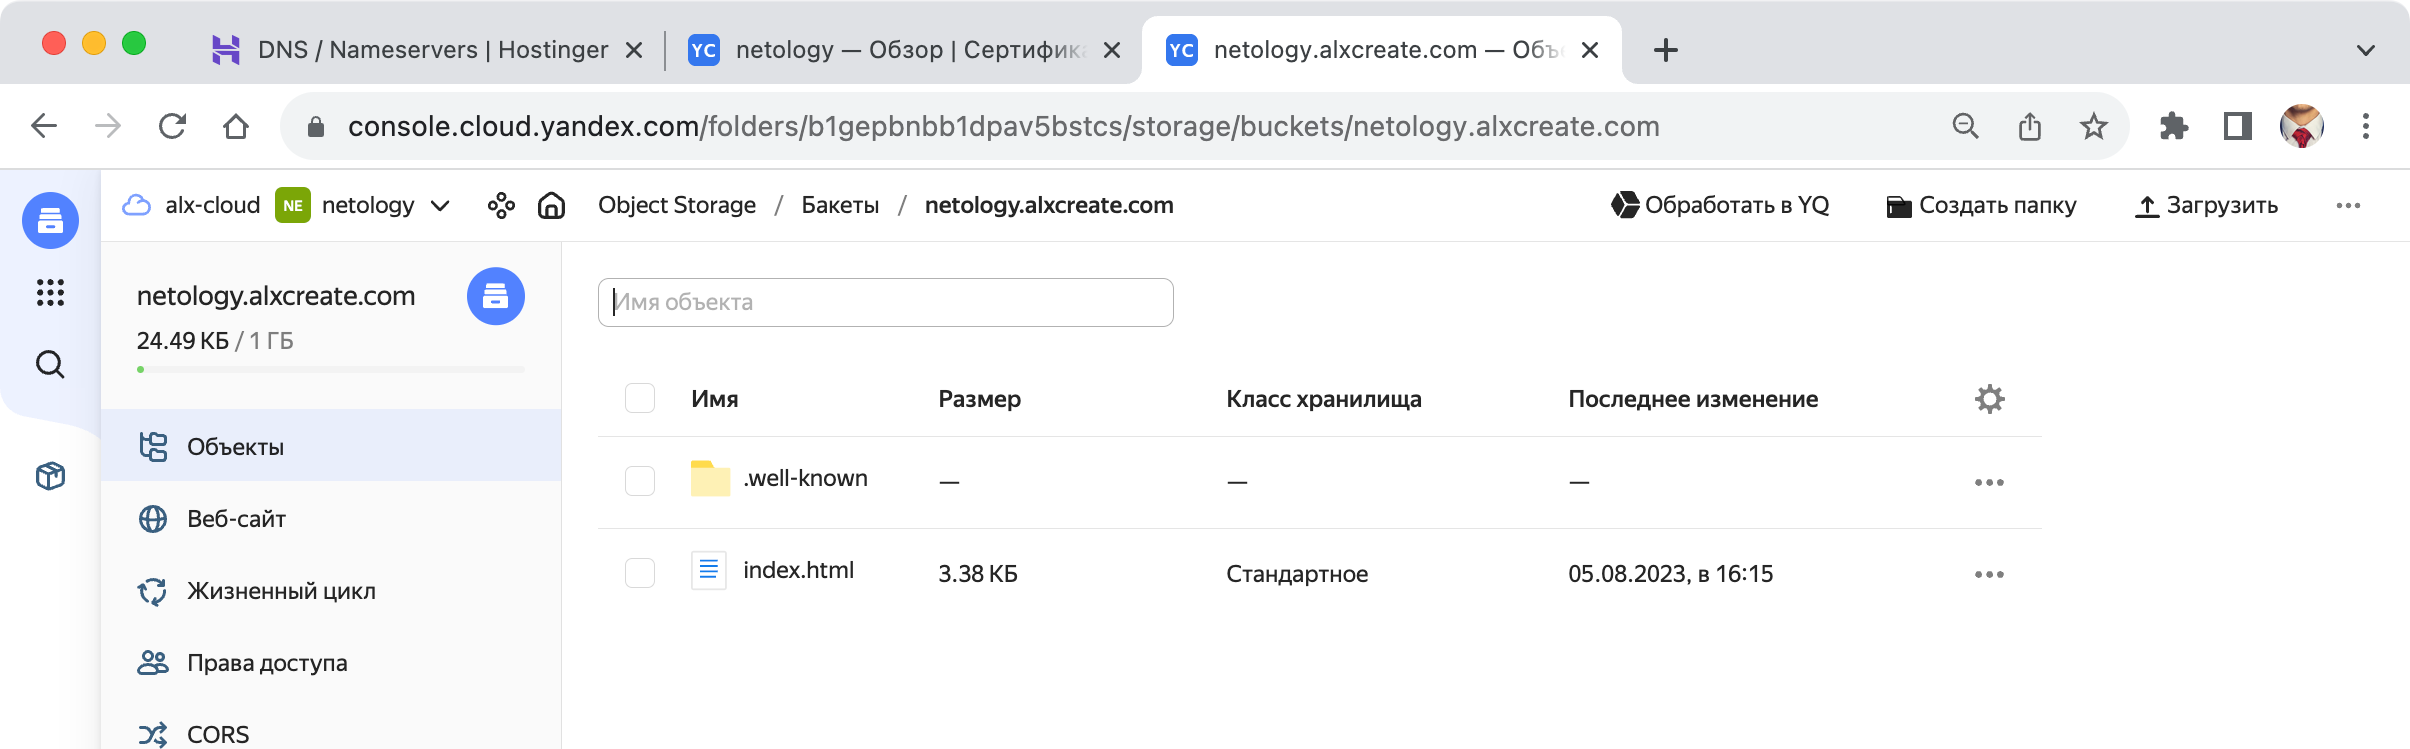 DNS / Nameservers | Hostinger
YC netology — Обзор | Сертифика
YC netology.alxcreate.com — Объе
console.cloud.yandex.com/folders/b1gepbnbb1dpav5bstcs/storage/buckets/netology.alxcreate.com
alx-cloud NE netology Object Storage / Бакеты / netology.alxcreate.com Обработать в YQ Создать папку Загрузить
netology.alxcreate.com
24.49 КБ / 1 ГБ
Объекты
Веб-сайт
Жизненный цикл
Права доступа
CORS
Имя объекта
Имя Размер Класс хранилища Последнее изменение
.well-known — — —
index.html 3.38 КБ Стандартное 05.08.2023, в 16:15